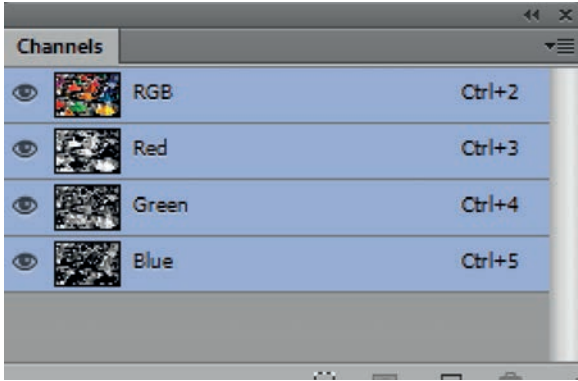 Channels
RGB Ctrl+2
Red Ctrl+3
Green Ctrl+4
Blue Ctrl+5